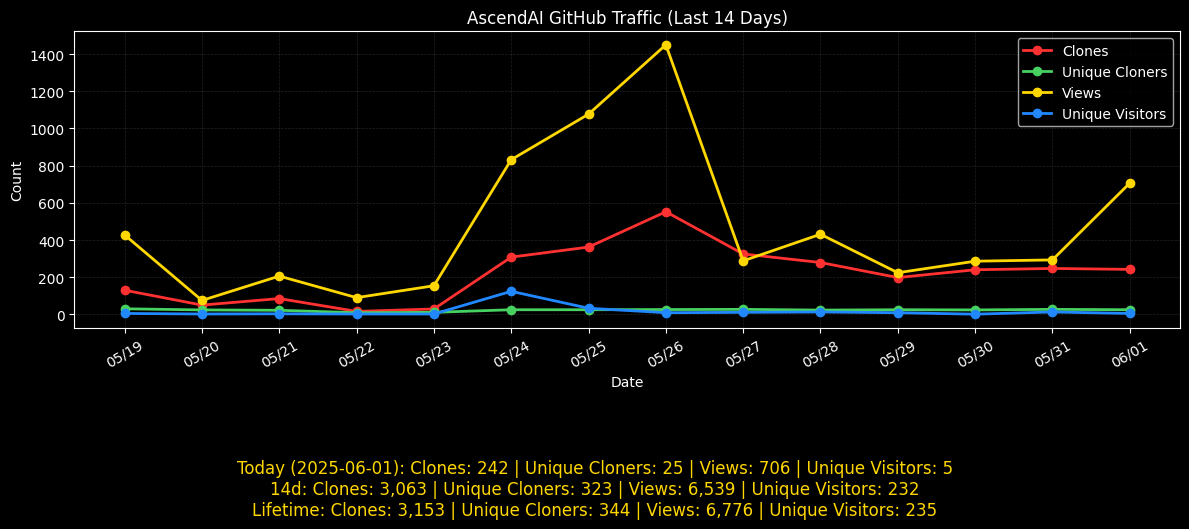 AscendAI GitHub Traffic (Last 14 Days)
1400
1200
1000
800
600
400
200
0
Count
Clones
Unique Cloners
Views
Unique Visitors
05/19
05/20
05/21
05/22
05/23
05/24
05/25
05/26
05/27
05/28
05/29
05/30
05/31
06/01
Date
Today (2025-06-01): Clones: 242 | Unique Cloners: 25 | Views: 706 | Unique Visitors: 5
14d: Clones: 3,063 | Unique Cloners: 323 | Views: 6,539 | Unique Visitors: 232
Lifetime: Clones: 3,153 | Unique Cloners: 344 | Views: 6,776 | Unique Visitors: 235